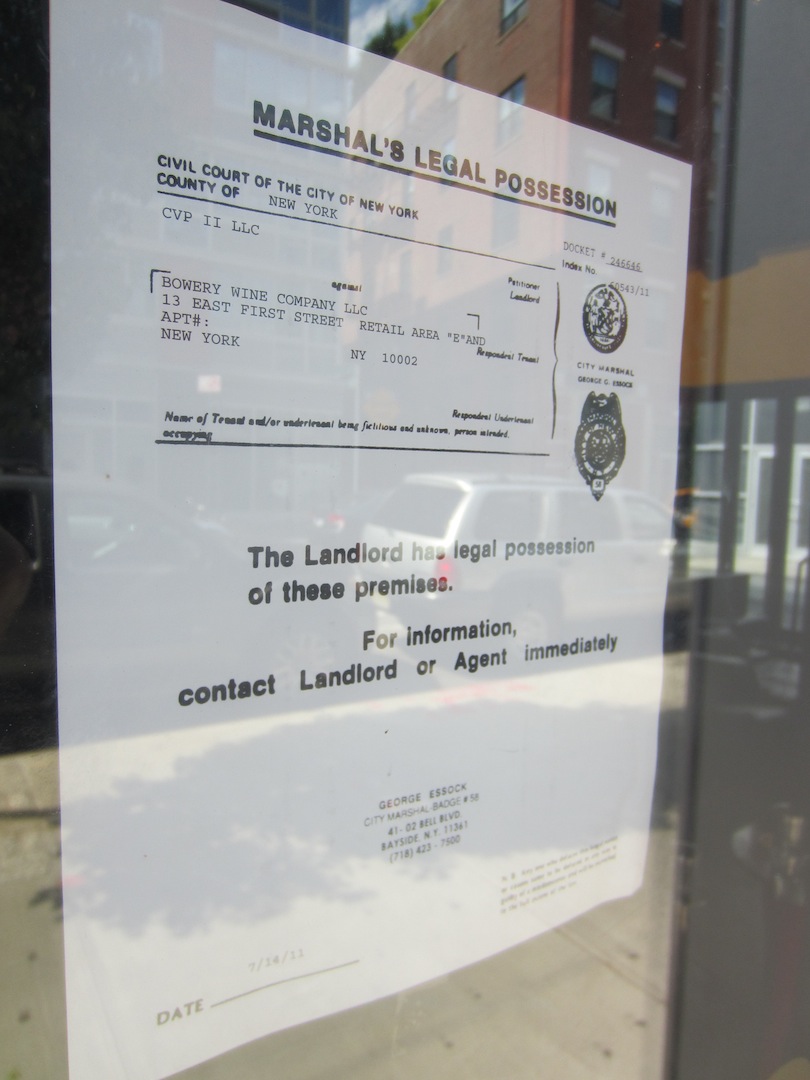 MARSHAL'S LEGAL POSSESSION
CIVIL COURT OF THE CITY OF NEW YORK
COUNTY OF NEW YORK
CVP II LLC
DOCKET # 246646
Index No. 0543/11
Petitioner
Landlord
against
BOWERY WINE COMPANY LLC
13 EAST FIRST STREET RETAIL AREA "E"AND
APT#:
NEW YORK NY 10002
Respondent Tenant
CITY MARSHAL
GEORGE G. ESSOCK
58
Respondent Undertenant
Name of Tenant and/or undertenant being fictitious and unknown, person intended,
occupying
The Landlord has legal possession
of these premises.
For information,
contact Landlord or Agent immediately
GEORGE ESSOCK
CITY MARSHAL-BADGE # 58
41-02 BELL BLVD.
BAYSIDE, N.Y. 11361
(718) 423-7500
DATE 7/14/11